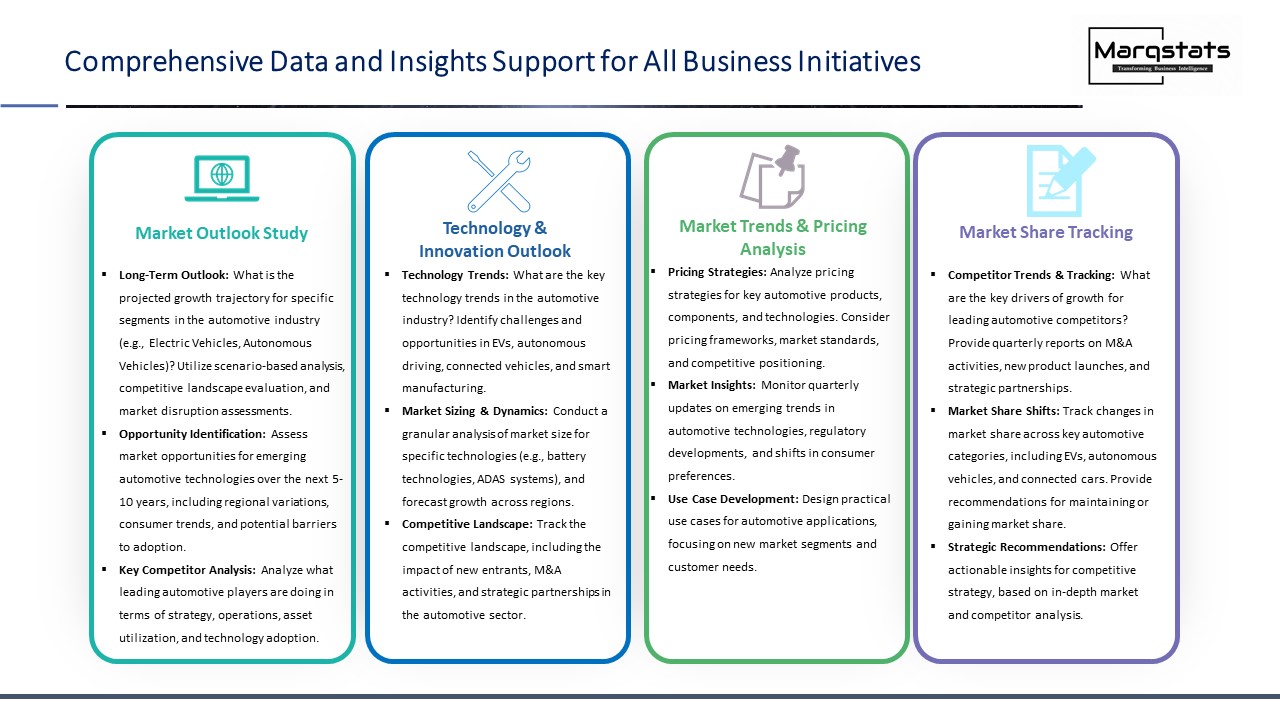 Comprehensive Data and Insights Support for All Business Initiatives
Marqstats
Transforming Business Intelligence
Market Outlook Study
▪ Long-Term Outlook: What is the
projected growth trajectory for specific
segments in the automotive industry
(e.g., Electric Vehicles, Autonomous
Vehicles)? Utilize scenario-based analysis,
competitive landscape evaluation, and
market disruption assessments.
▪ Opportunity Identification: Assess
market opportunities for emerging
automotive technologies over the next 5-
10 years, including regional variations,
consumer trends, and potential barriers
to adoption.
▪ Key Competitor Analysis: Analyze what
leading automotive players are doing in
terms of strategy, operations, asset
utilization, and technology adoption.
Technology &
Innovation Outlook
▪ Technology Trends: What are the key
technology trends in the automotive
industry? Identify challenges and
opportunities in EVs, autonomous
driving, connected vehicles, and smart
manufacturing.
▪ Market Sizing & Dynamics: Conduct a
granular analysis of market size for
specific technologies (e.g., battery
technologies, ADAS systems), and
forecast growth across regions.
▪ Competitive Landscape: Track the
competitive landscape, including the
impact of new entrants, M&A
activities, and strategic partnerships in
the automotive sector.
Market Trends & Pricing
Analysis
▪ Pricing Strategies: Analyze pricing
strategies for key automotive products,
components, and technologies. Consider
pricing frameworks, market standards,
and competitive positioning.
▪ Market Insights: Monitor quarterly
updates on emerging trends in
automotive technologies, regulatory
developments, and shifts in consumer
preferences.
▪ Use Case Development: Design practical
use cases for automotive applications,
focusing on new market segments and
customer needs.
Market Share Tracking
▪ Competitor Trends & Tracking: What
are the key drivers of growth for
leading automotive competitors?
Provide quarterly reports on M&A
activities, new product launches, and
strategic partnerships.
▪ Market Share Shifts: Track changes in
market share across key automotive
categories, including EVs, autonomous
vehicles, and connected cars. Provide
recommendations for maintaining or
gaining market share.
▪ Strategic Recommendations: Offer
actionable insights for competitive
strategy, based on in-depth market
and competitor analysis.